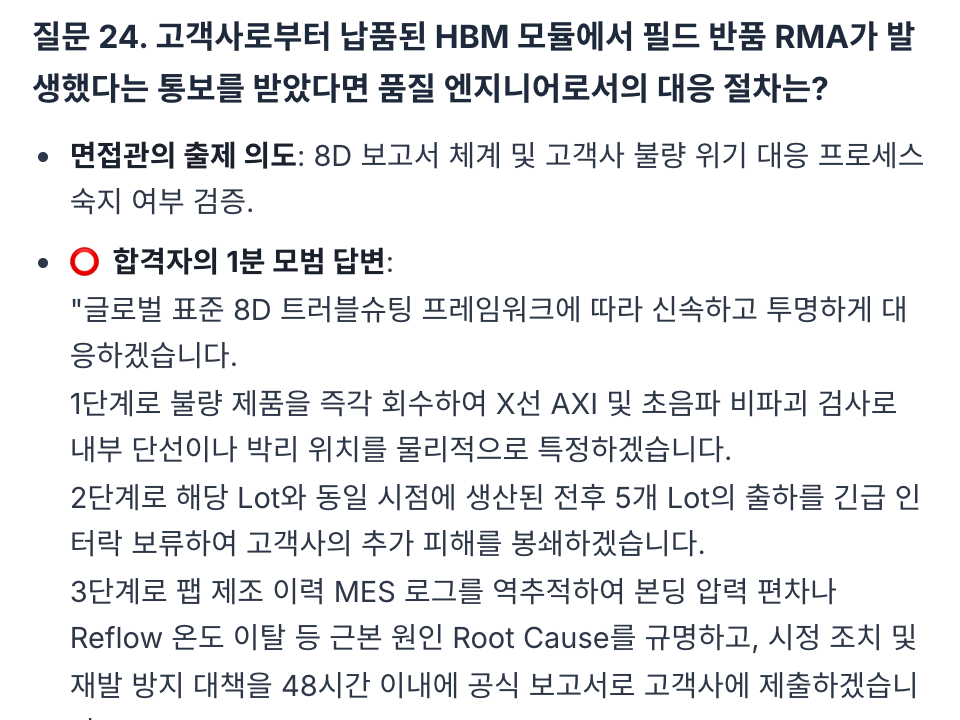 질문 24. 고객사로부터 납품된 HBM 모듈에서 필드 반품 RMA가 발
생했다는 통보를 받았다면 품질 엔지니어로서의 대응 절차는?
• 면접관의 출제 의도: 8D 보고서 체계 및 고객사 불량 위기 대응 프로세스
숙지 여부 검증.
• ⭕ 합격자의 1분 모범 답변:
"글로벌 표준 8D 트러블슈팅 프레임워크에 따라 신속하고 투명하게 대
응하겠습니다.
1단계로 불량 제품을 즉각 회수하여 X선 AXI 및 초음파 비파괴 검사로
내부 단선이나 박리 위치를 물리적으로 특정하겠습니다.
2단계로 해당 Lot와 동일 시점에 생산된 전후 5개 Lot의 출하를 긴급 인
터락 보류하여 고객사의 추가 피해를 봉쇄하겠습니다.
3단계로 팹 제조 이력 MES 로그를 역추적하여 본딩 압력 편차나
Reflow 온도 이탈 등 근본 원인 Root Cause를 규명하고, 시정 조치 및
재발 방지 대책을 48시간 이내에 공식 보고서로 고객사에 제출하겠습니